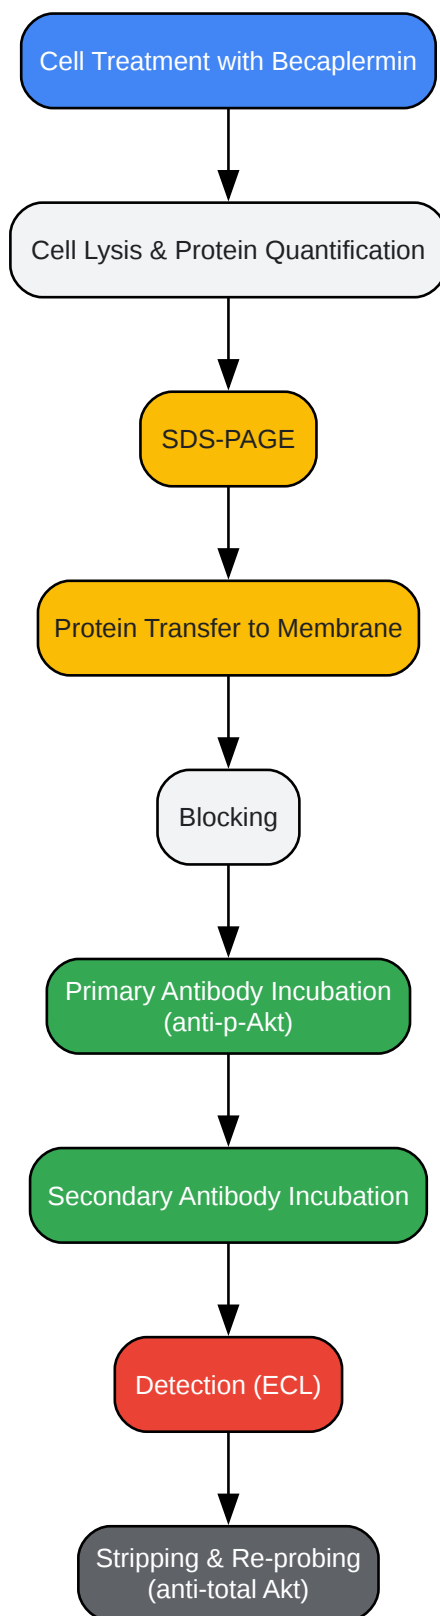 Cell Treatment with Becaplermin
Cell Lysis & Protein Quantification
SDS-PAGE
Protein Transfer to Membrane
Blocking
Primary Antibody Incubation
(anti-p-Akt)
Secondary Antibody Incubation
Detection (ECL)
Stripping & Re-probing
(anti-total Akt)